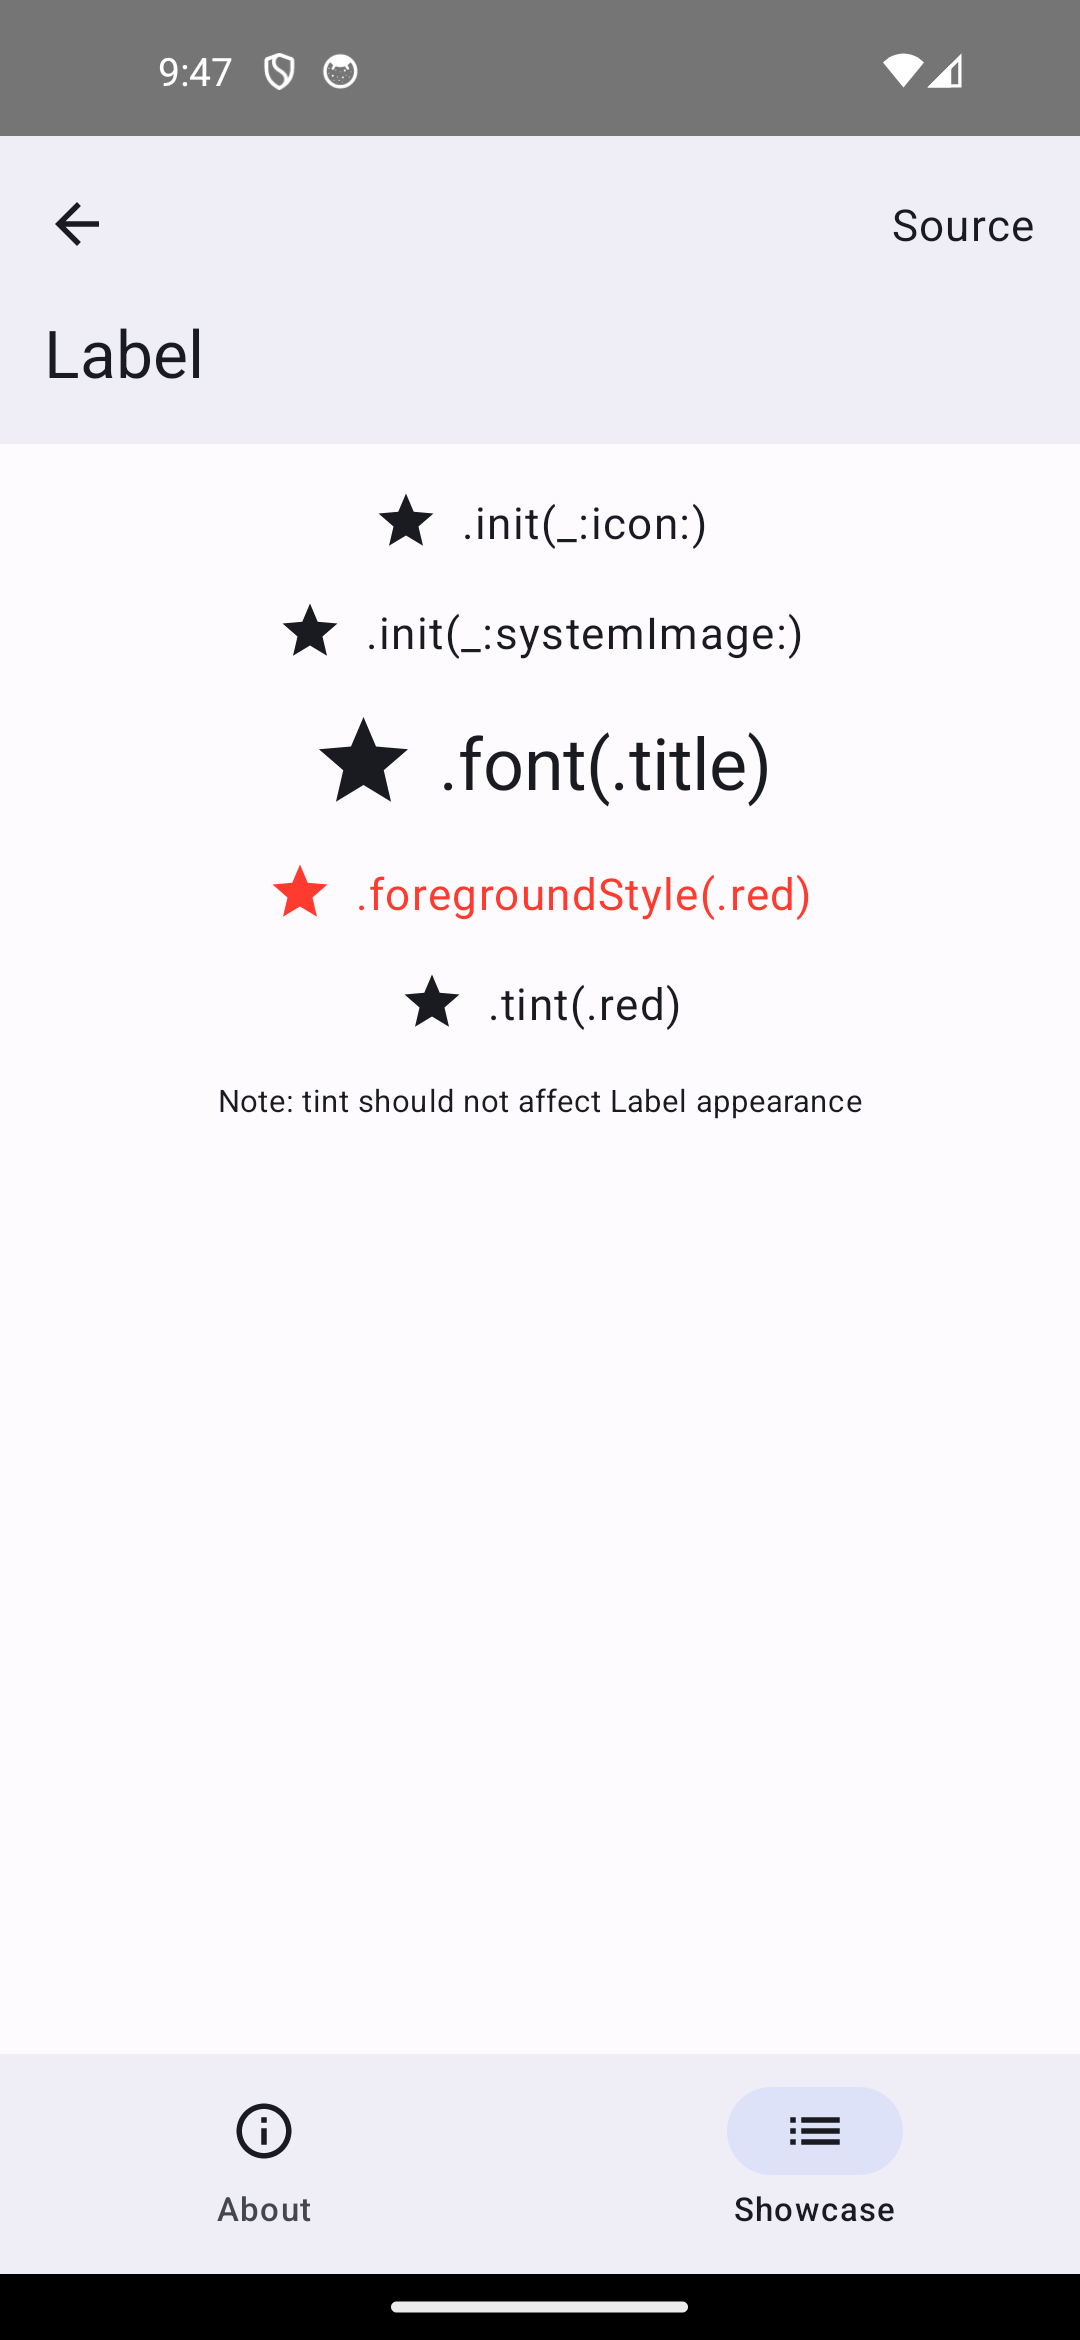 9:47
Source
Label
.init(_:icon:)
.init(_:systemImage:)
.font(.title)
.foregroundStyle(.red)
.tint(.red)
Note: tint should not affect Label appearance
About
Showcase